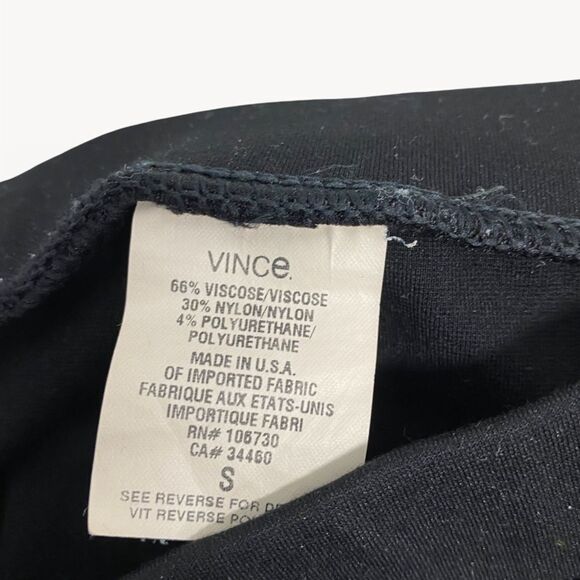 VINCe.
66% VISCOSE/VISCOSE
30% NYLON/NYLON
4% POLYURETHANE/
POLYURETHANE
MADE IN U.S.A.
OF IMPORTED FABRIC
FABRIQUE AUX ETATS-UNIS
IMPORTIQUE FABRI
RN# 106730
CA# 34460
S
SEE REVERSE FOR
VIT REVERSE